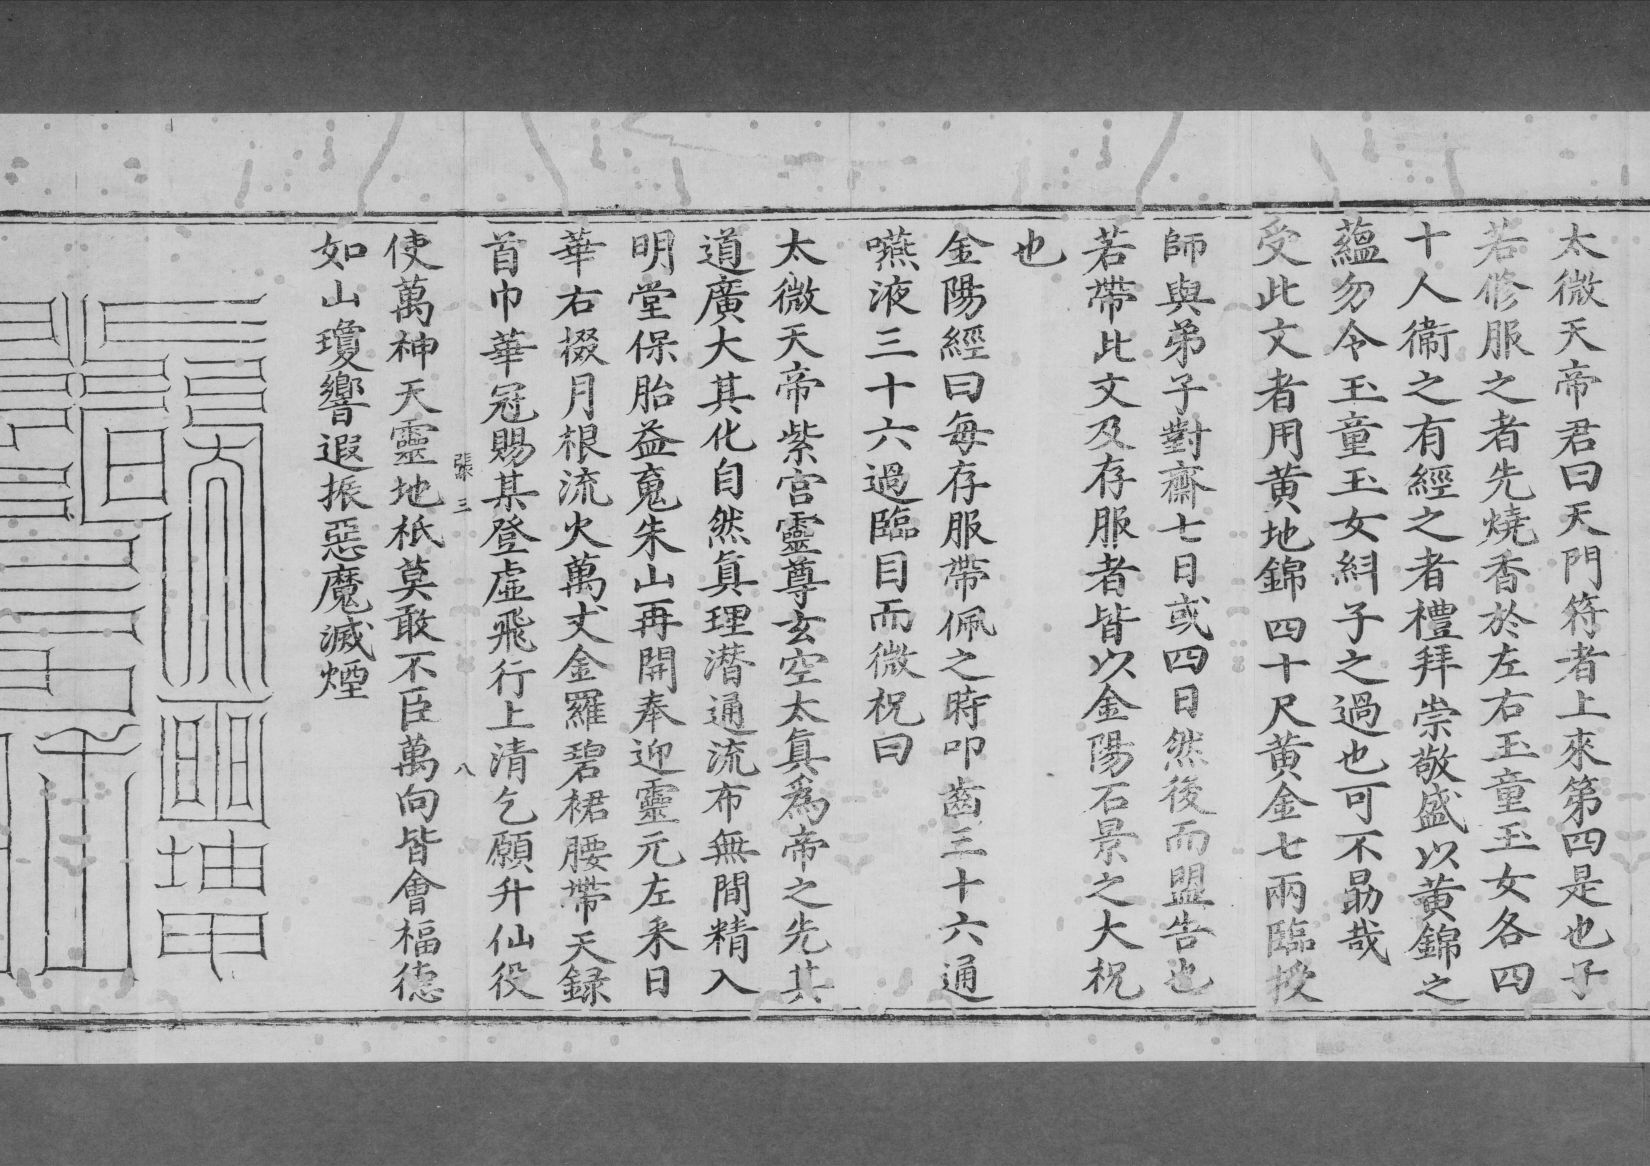 太微天帝君曰天門符者上來第四是也子
若修服之者先燒香於左右玉童玉女各四
十人衞之有經之者禮拜崇敬盛以黃錦之
蘊勿令玉童玉女糾子之過也可不勗哉
受此文者用黃地錦四十尺黃金七兩臨授
師與弟子對齋七日或四日然後而盟告也
若帶此文及存服者皆以金陽石景之大祝
也
金陽經曰每存服帶佩之時叩齒三十六通
嚥液三十六過臨目而微祝曰
太微天帝紫宮靈尊玄空太眞爲帝之先其
道廣大其化自然眞理潛通流布無間精入
明堂保胎益䰟朱山再開奉迎靈元左采日
華右掇月根流火萬丈金羅碧裙腰帶天録
首巾華冠賜某登虛飛行上清乞願升仙役
張三 八
使萬神天靈地祇莫敢不臣萬向皆會福德
如山瓊響遐振惡魔滅煙